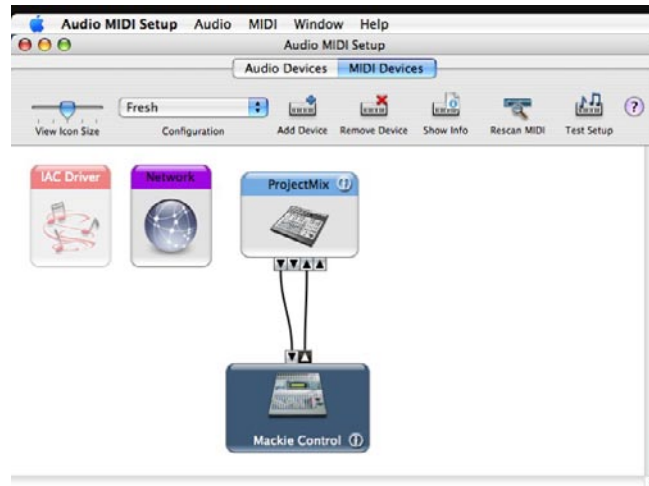 Audio MIDI Setup Audio MIDI Window Help
Audio MIDI Setup
Audio Devices MIDI Devices
Fresh
View Icon Size Configuration Add Device Remove Device Show Info Rescan MIDI Test Setup ?
IAC Driver Network ProjectMix i
Mackie Control i